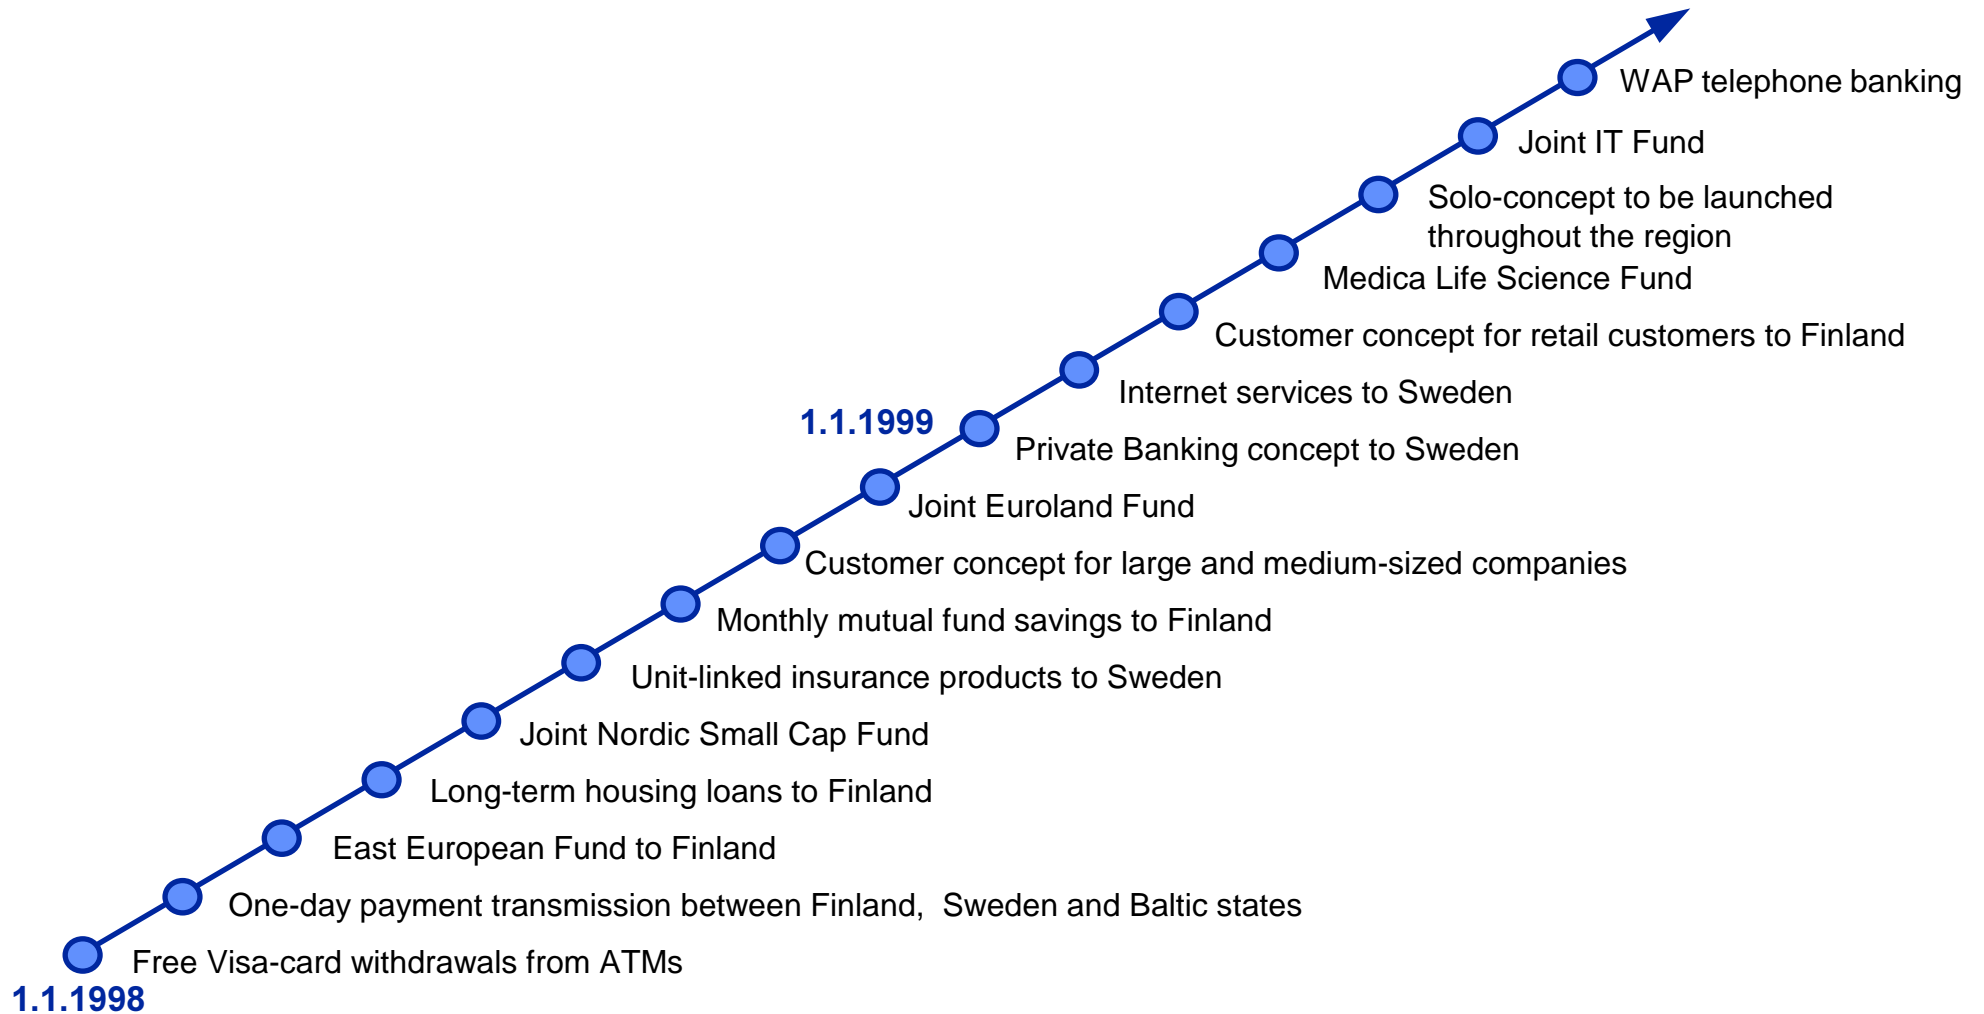 WAP telephone banking
Joint IT Fund
Solo-concept to be launched
throughout the region
Medica Life Science Fund
Customer concept for retail customers to Finland
Internet services to Sweden
1.1.1999
Private Banking concept to Sweden
Joint Euroland Fund
Customer concept for large and medium-sized companies
Monthly mutual fund savings to Finland
Unit-linked insurance products to Sweden
Joint Nordic Small Cap Fund
Long-term housing loans to Finland
East European Fund to Finland
One-day payment transmission between Finland, Sweden and Baltic states
Free Visa-card withdrawals from ATMs
1.1.1998